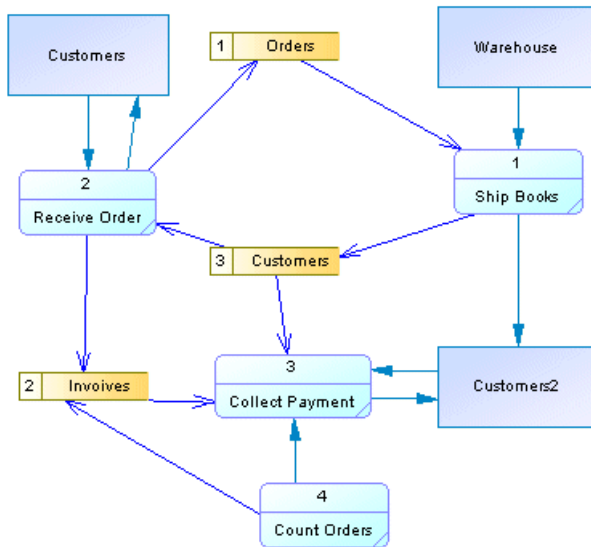 1 Orders
Customers
Warehouse
2
Receive Order
1
Ship Books
3 Customers
2 Invoives
3
Collect Payment
Customers2
4
Count Orders